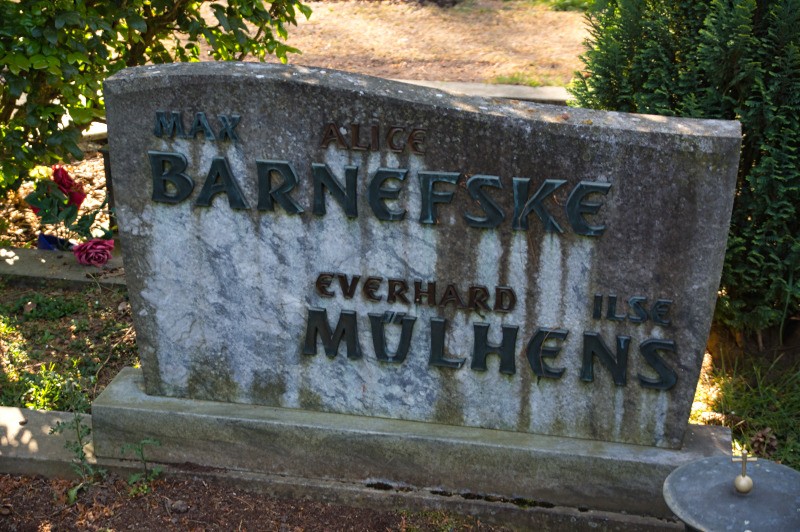 MAX ALICE
BARNEFSKE
EVERHARD ILSE
MÜLHENS